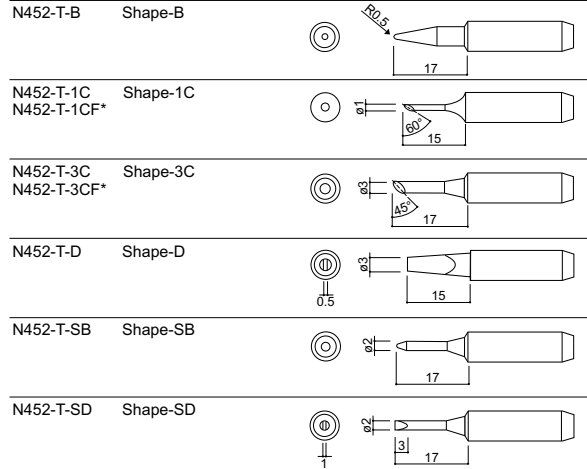 N452-T-B Shape-B
R0.5
17
N452-T-1C Shape-1C
N452-T-1CF*
ø1
60°
15
N452-T-3C Shape-3C
N452-T-3CF*
ø3
45°
17
N452-T-D Shape-D
ø3
0.5
15
N452-T-SB Shape-SB
ø2
17
N452-T-SD Shape-SD
ø2
3
1
17